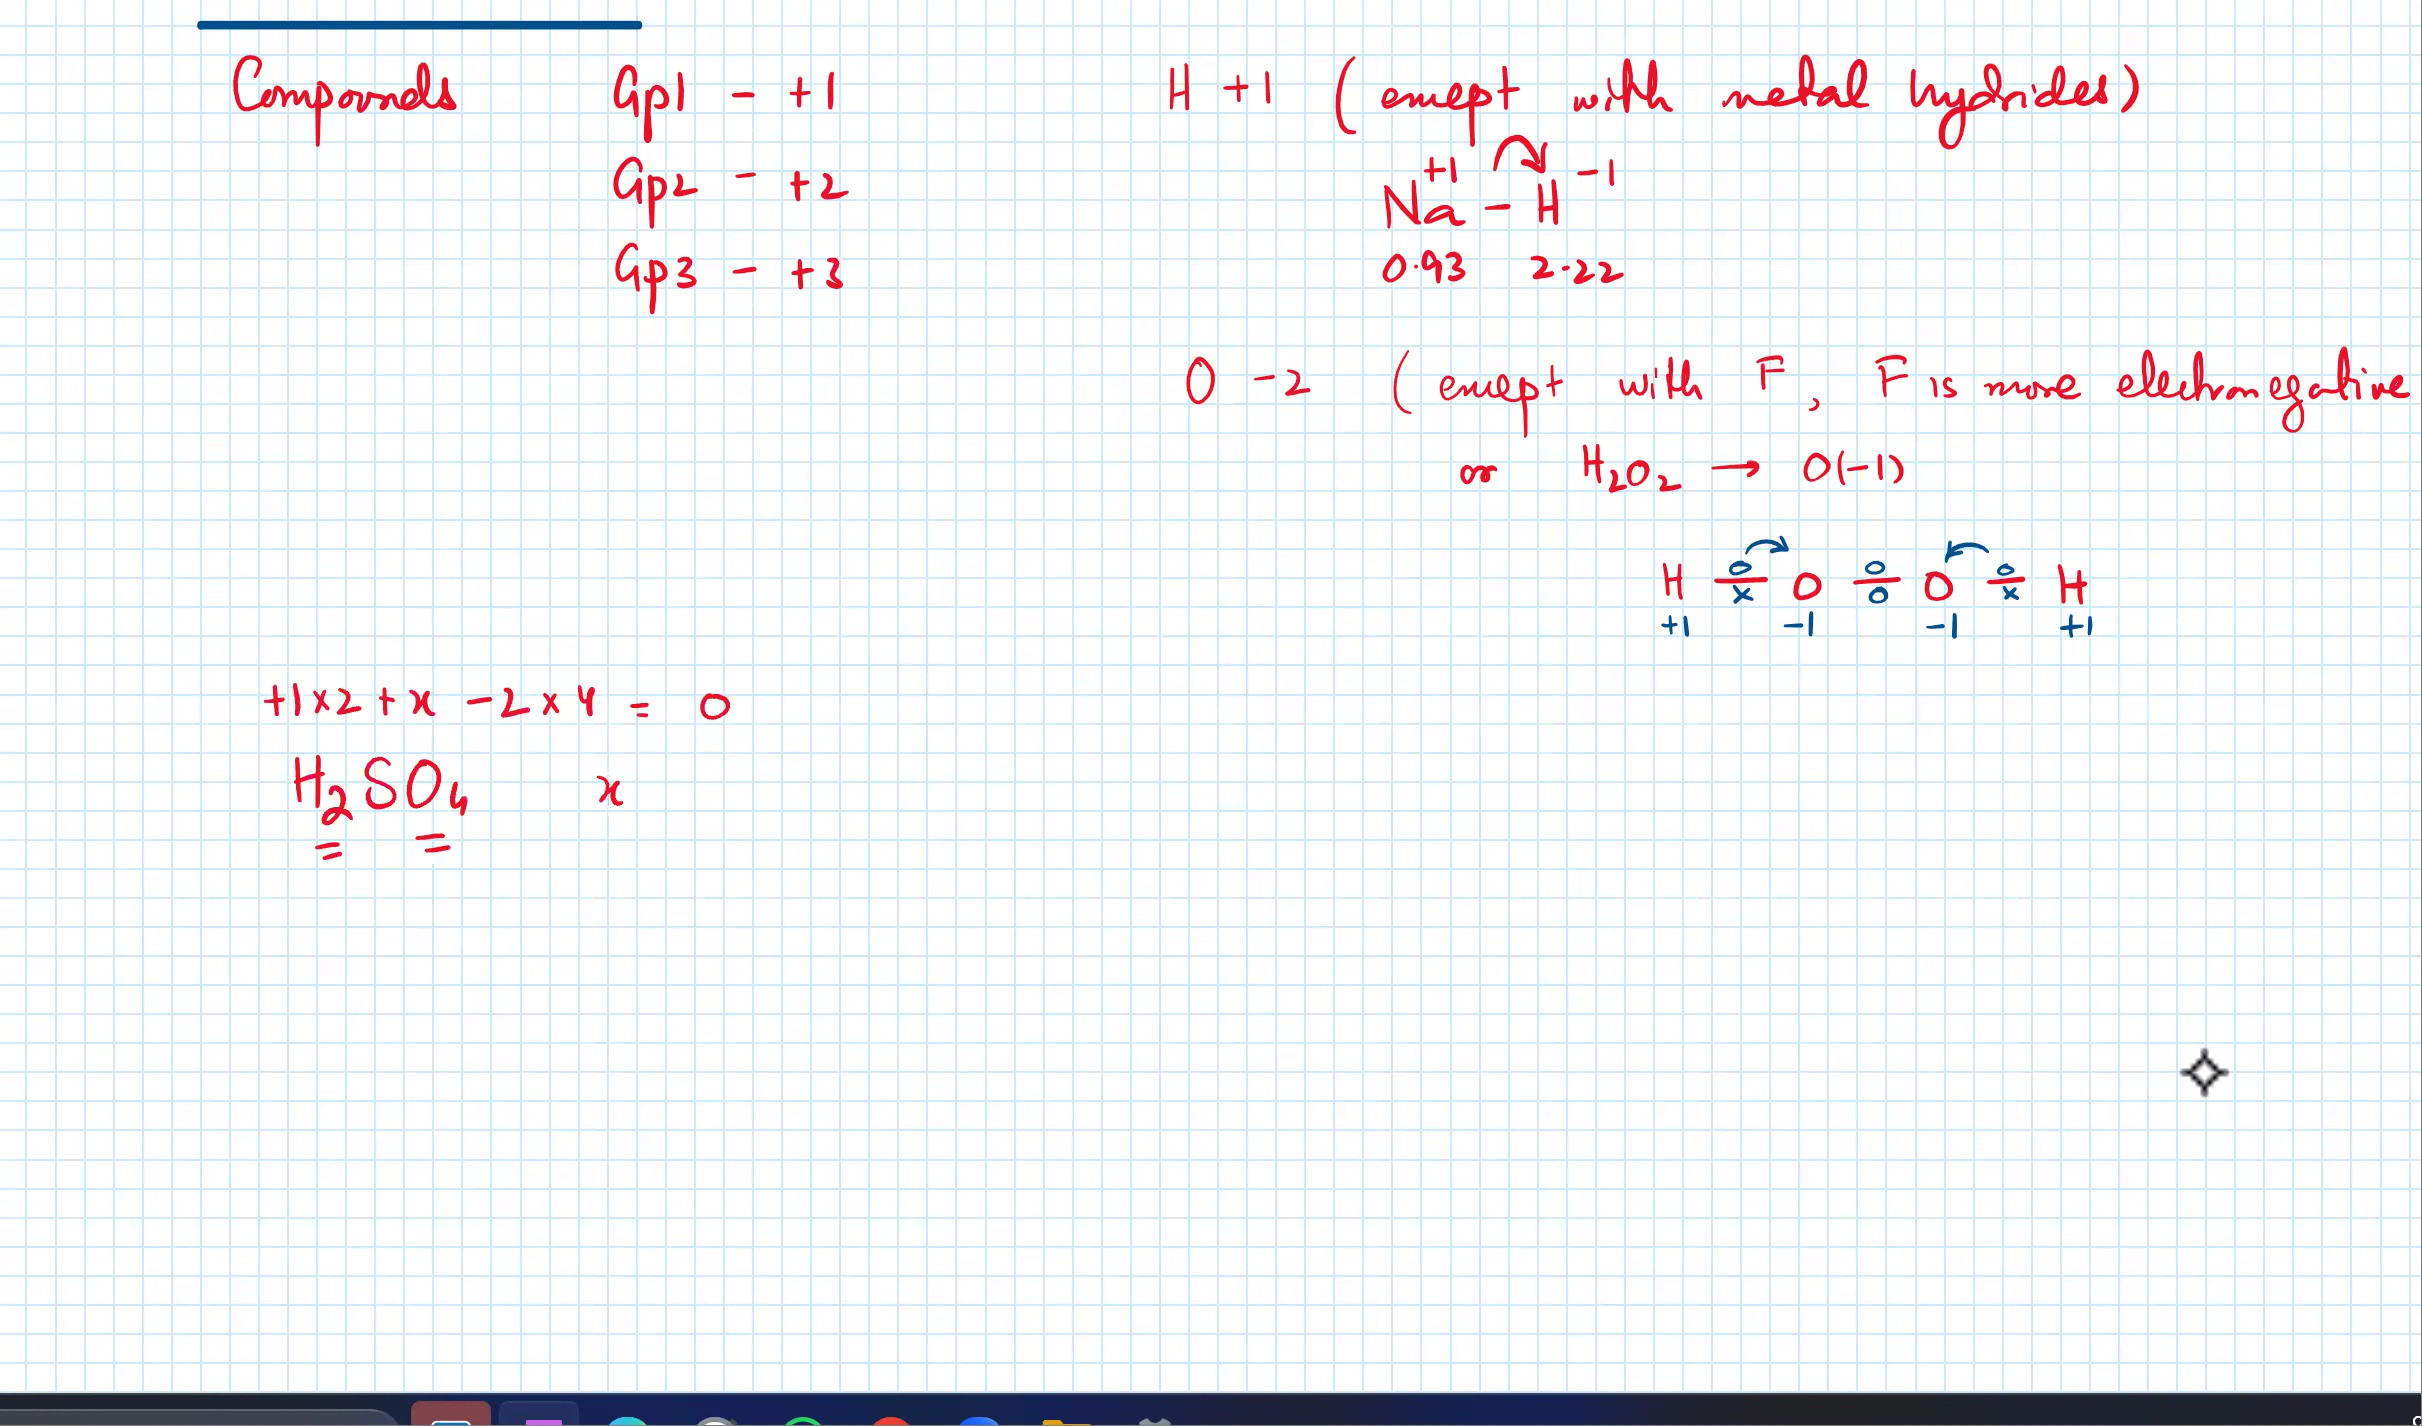 Compounds Gp1 - +1
Gp2 - +2
Gp3 - +3
H +1 (except with metal hydrides)
+1 -1
Na - H
0.93 2.22
O -2 (except with F, F is more electronegative
or H2O2 → O(-1)
H O O H
+1 -1 -1 +1
+1×2 + x -2×4 = 0
H2SO4 x